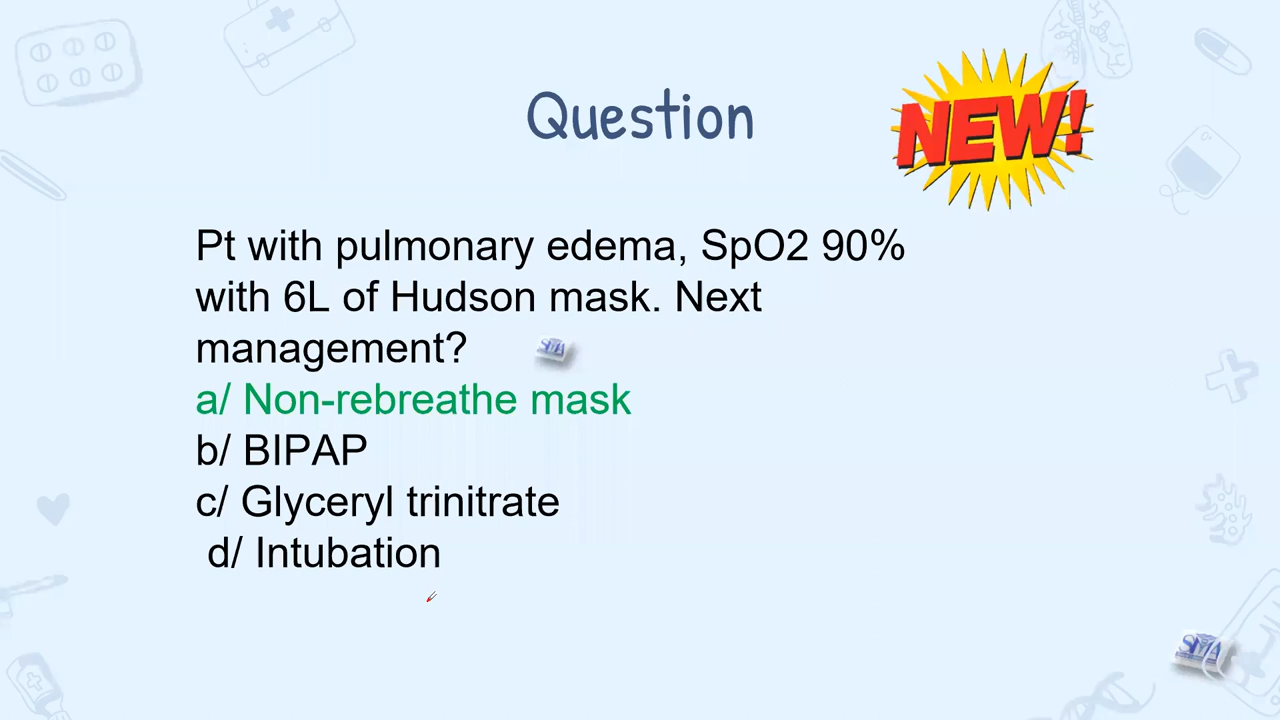 Question
NEW!
Pt with pulmonary edema, SpO2 90%
with 6L of Hudson mask. Next
management?
a/ Non-rebreathe mask
b/ BIPAP
c/ Glyceryl trinitrate
d/ Intubation
SMA